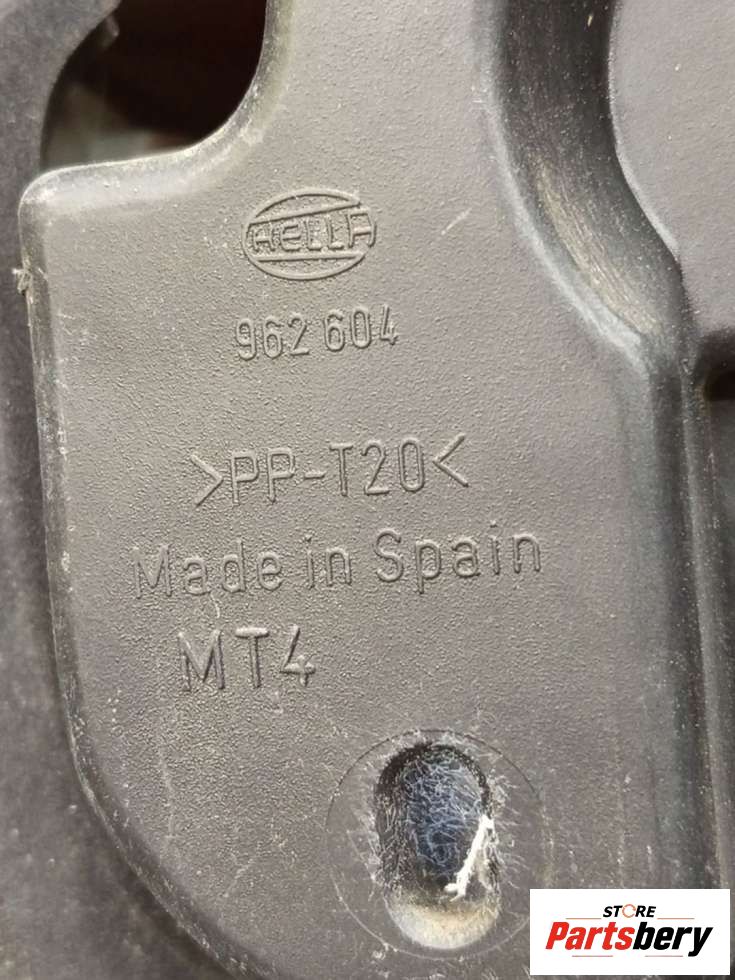 HELLA
962 604
>PP-T20<
Made in Spain
MT4
STORE
Partsbery